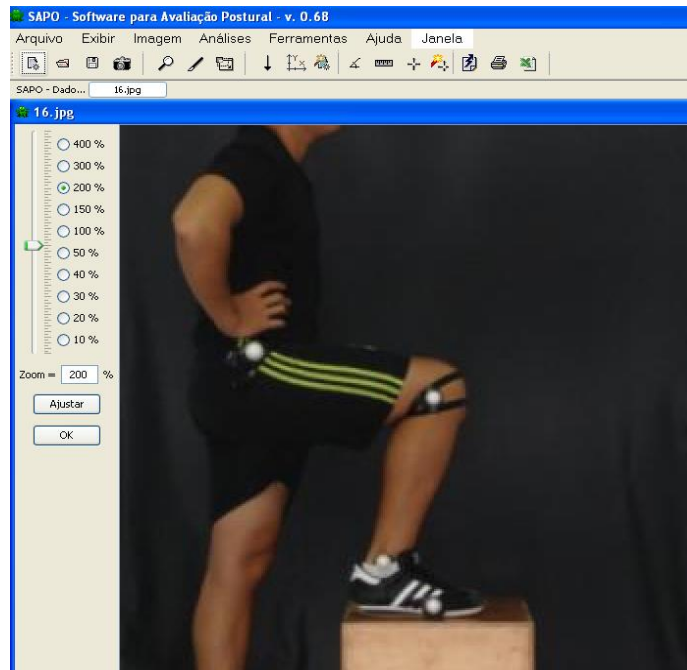 SAPO - Software para Avaliação Postural - v. 0.68
Arquivo Exibir Imagem Análises Ferramentas Ajuda Janela
SAPO - Dado... 16.jpg
16.jpg
400 %
300 %
200 %
150 %
100 %
50 %
40 %
30 %
20 %
10 %
Zoom = 200 %
Ajustar
OK